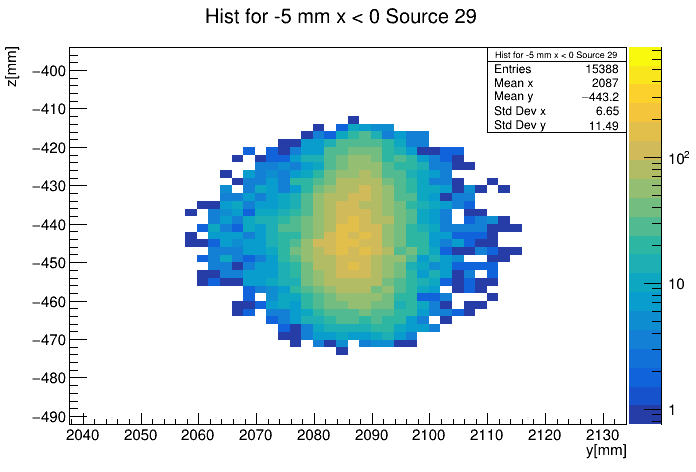 Hist for -5 mm x < 0 Source 29
z[mm]
Hist for -5 mm x < 0 Source 29
Entries 15388
Mean x 2087
Mean y −443.2
Std Dev x 6.65
Std Dev y 11.49
−400
−410
−420
−430
−440
−450
−460
−470
−480
−490
10²
10
1
2040 2050 2060 2070 2080 2090 2100 2110 2120 2130
y[mm]